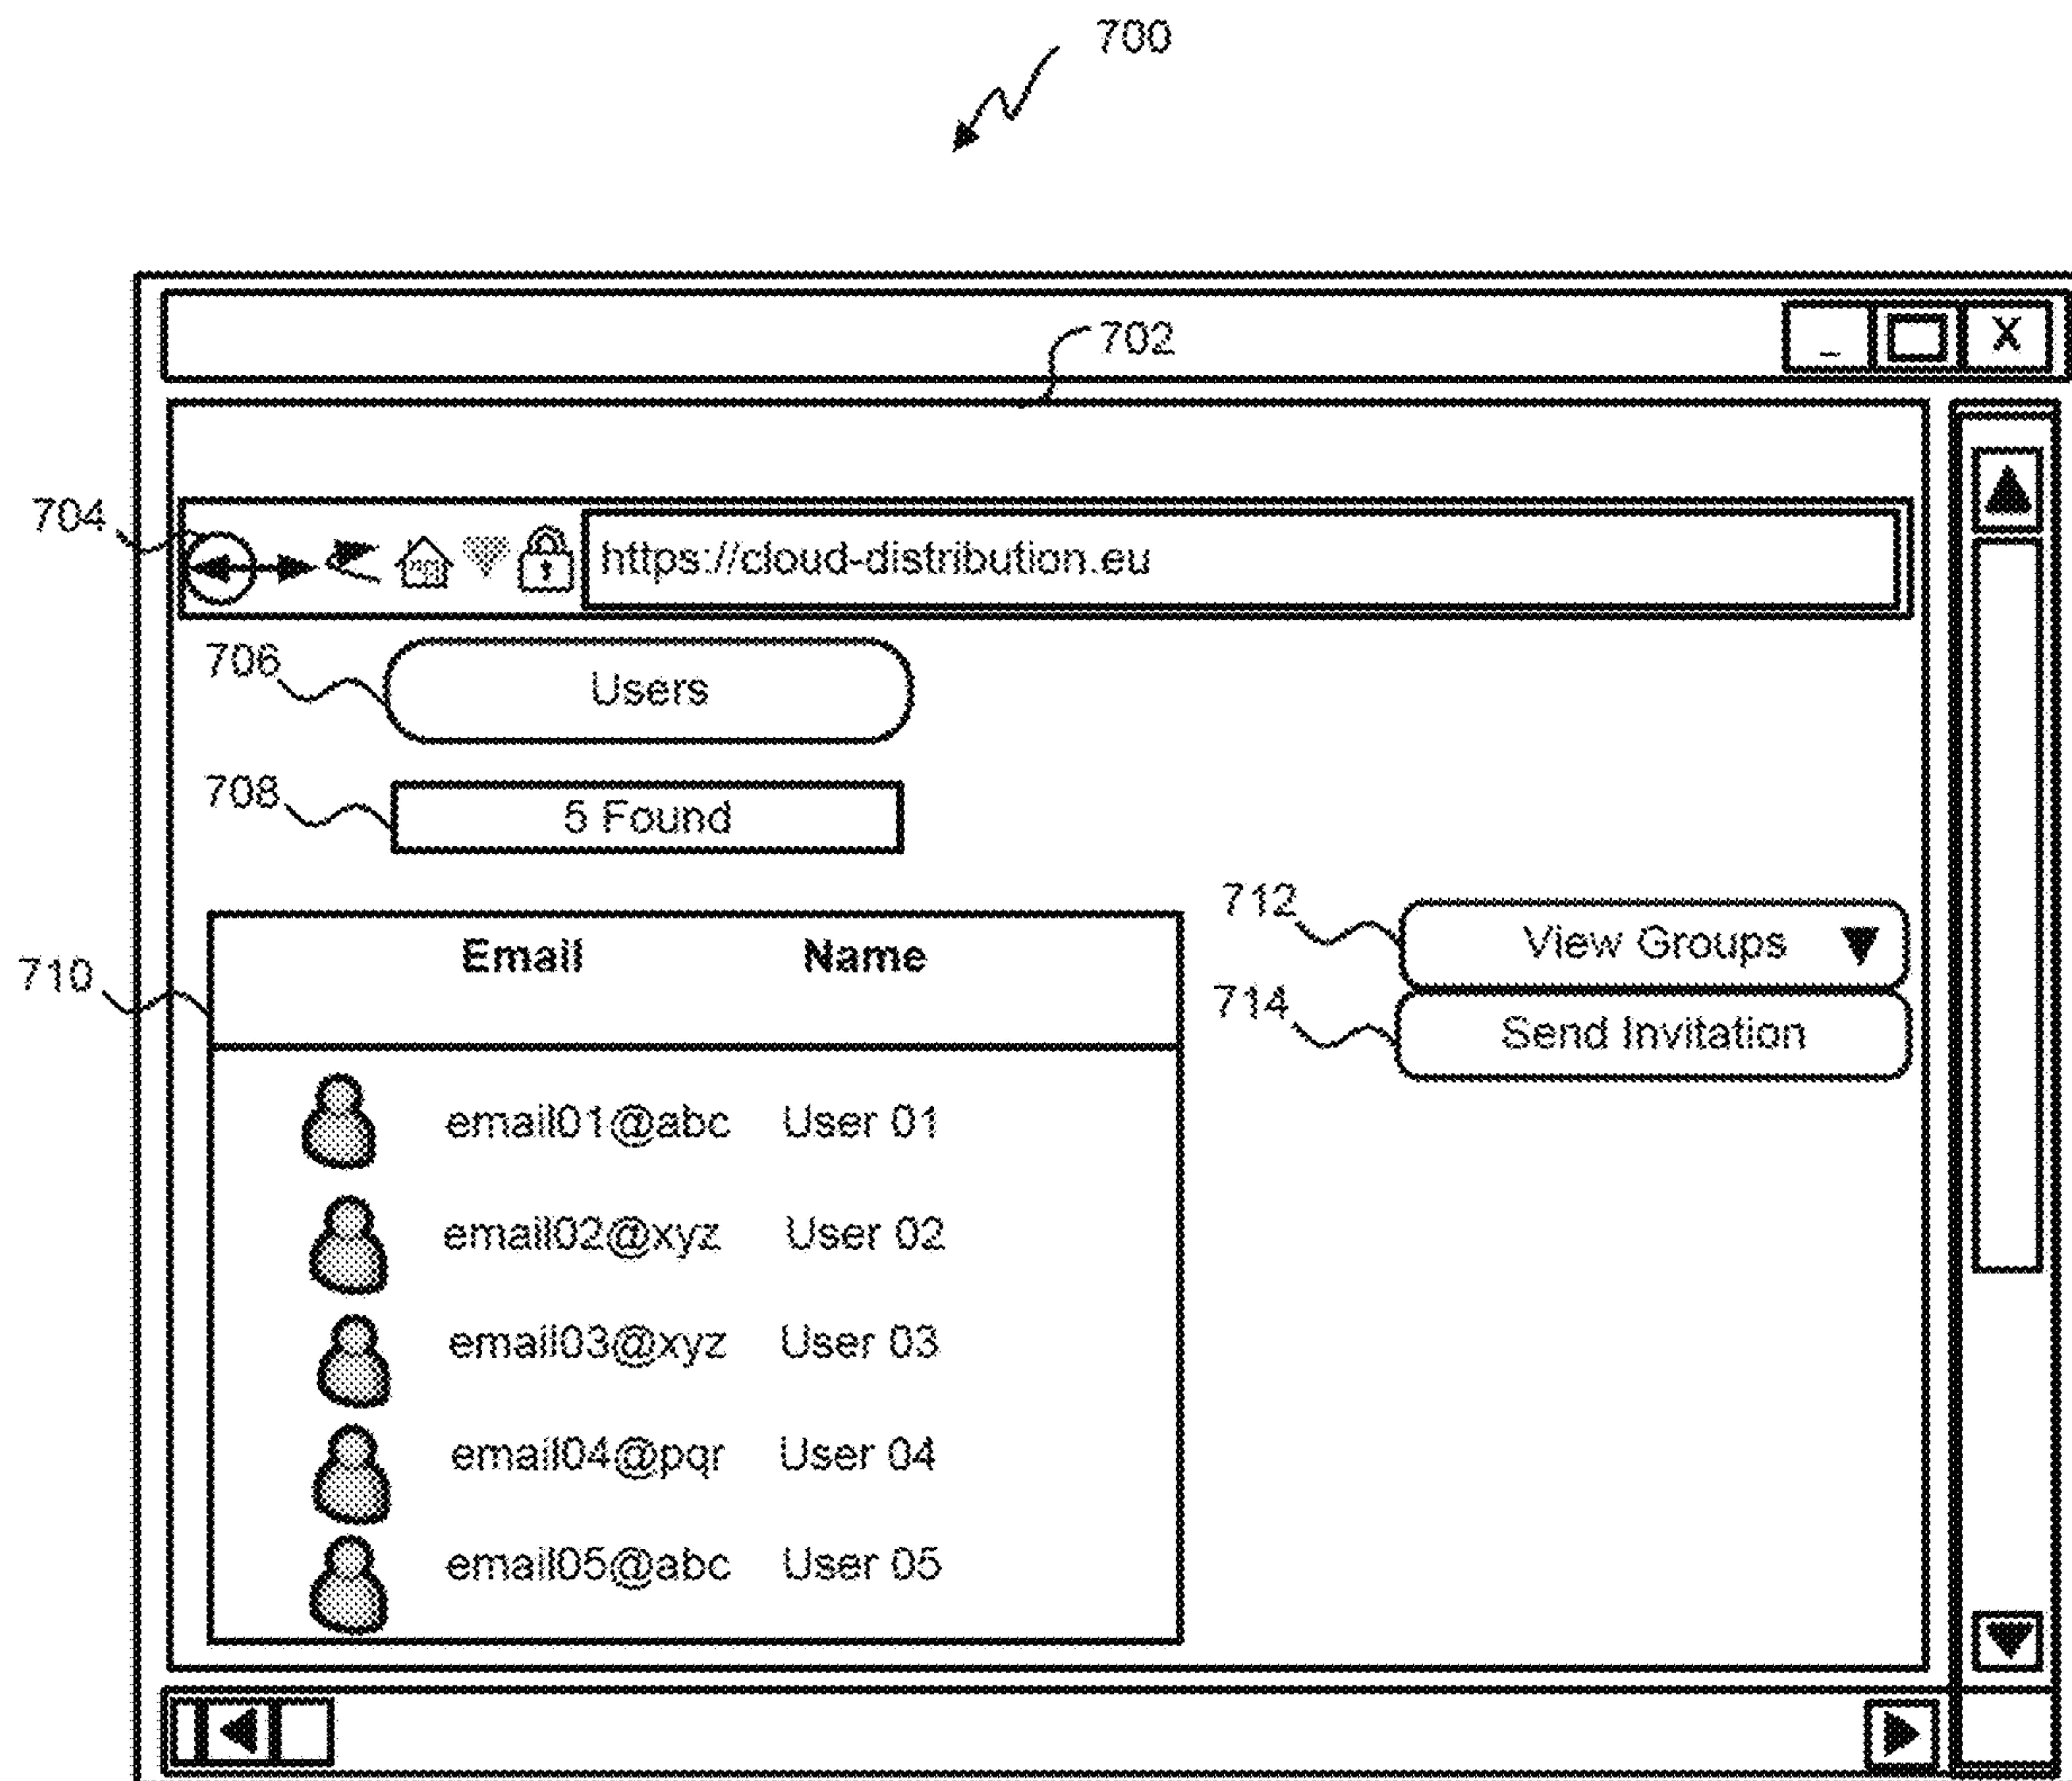 700
702
_ X
704
https://cloud-distribution.eu
706
Users
708
5 Found
712
View Groups
710
Email Name
714
Send Invitation
email01@abc User 01
email02@xyz User 02
email03@xyz User 03
email04@pqr User 04
email05@abc User 05